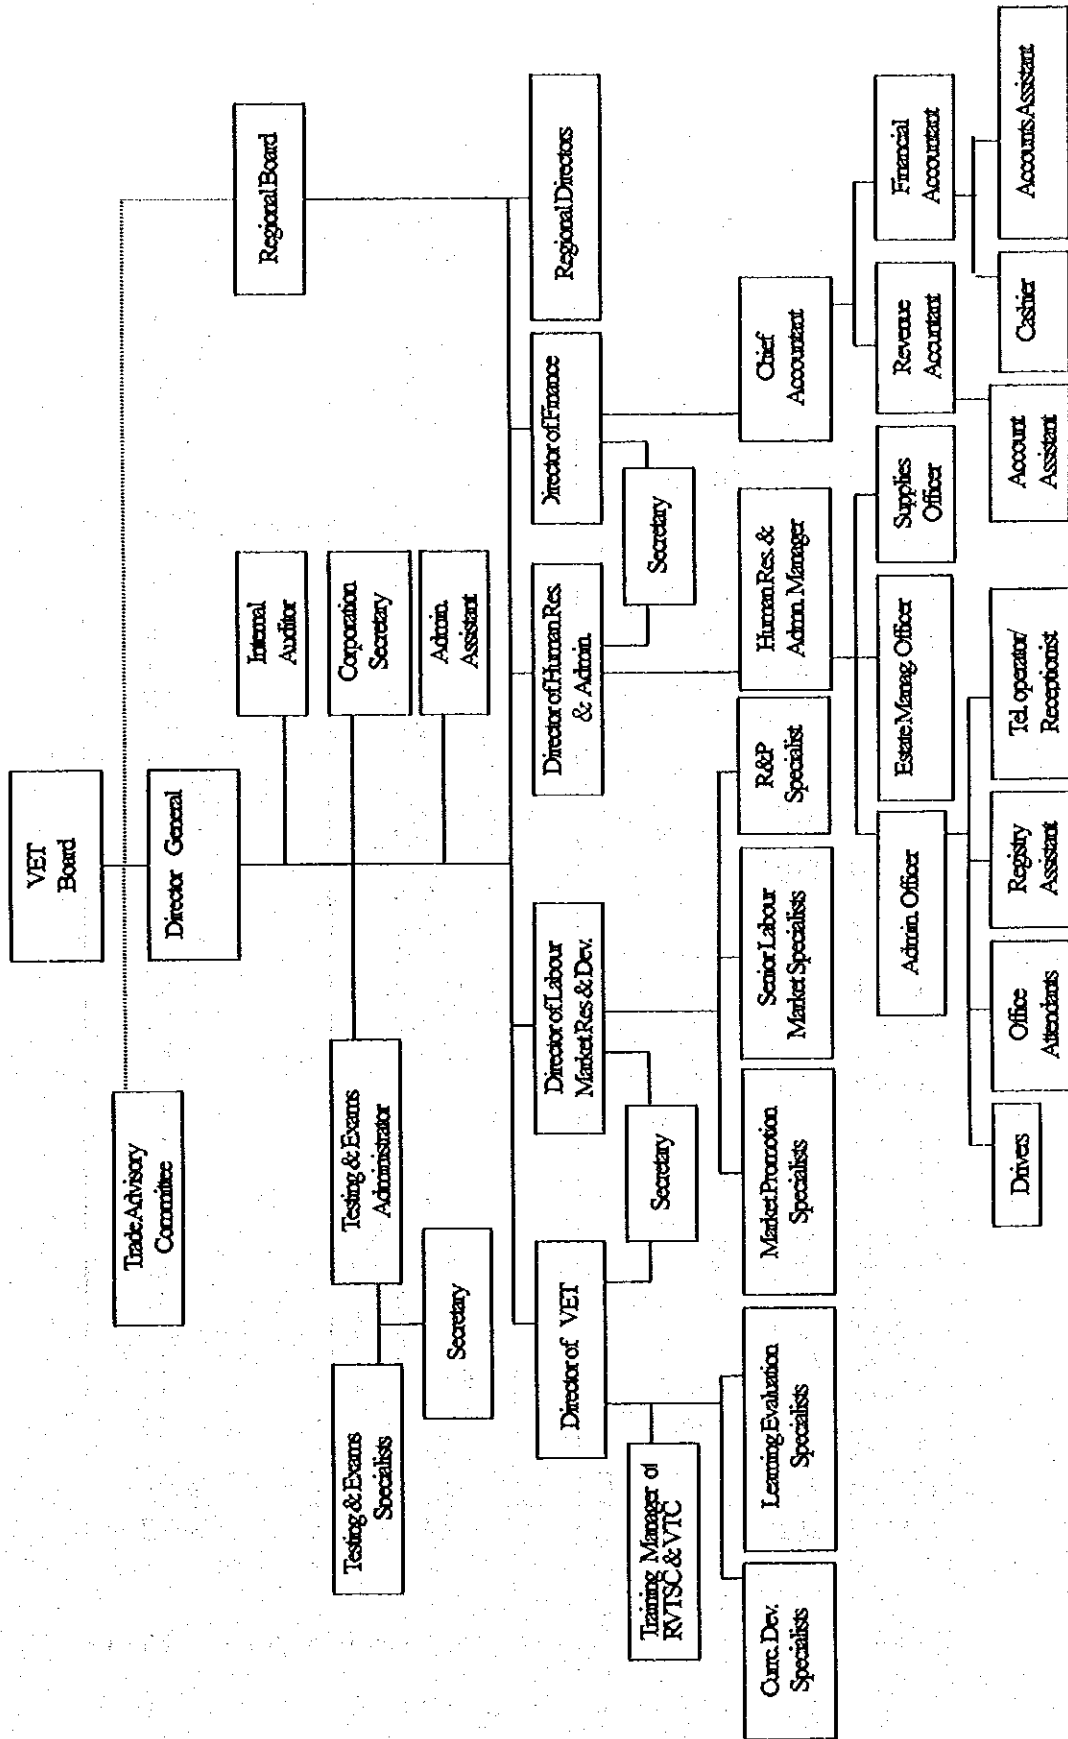 VET
Board
Trade Advisory
Committee
Director General
Regional Board
Internal
Auditor
Testing & Exams
Specialists
Testing & Exams
Administrator
Corporation
Secretary
Secretary
Admin.
Assistant
Director of VET
Director of Labour
Market Res & Dev.
Director of Human Res.
& Admin.
Director of Finance
Regional Directors
Training Manager of
RVTSC & VTC
Secretary
Secretary
Curric. Dev.
Specialists
Learning Evaluation
Specialists
Market Promotion
Specialists
Senior Labour
Market Specialists
R&P
Specialist
Human Res. &
Admn. Manager
Chief
Accountant
Admin. Officer
Estate Manag. Officer
Supplies
Officer
Revenue
Accuntant
Financial
Accountant
Drivers
Office
Attendants
Registry
Assistant
Tel. operator/
Receptionist
Account
Assistant
Cashier
Accounts Assistant